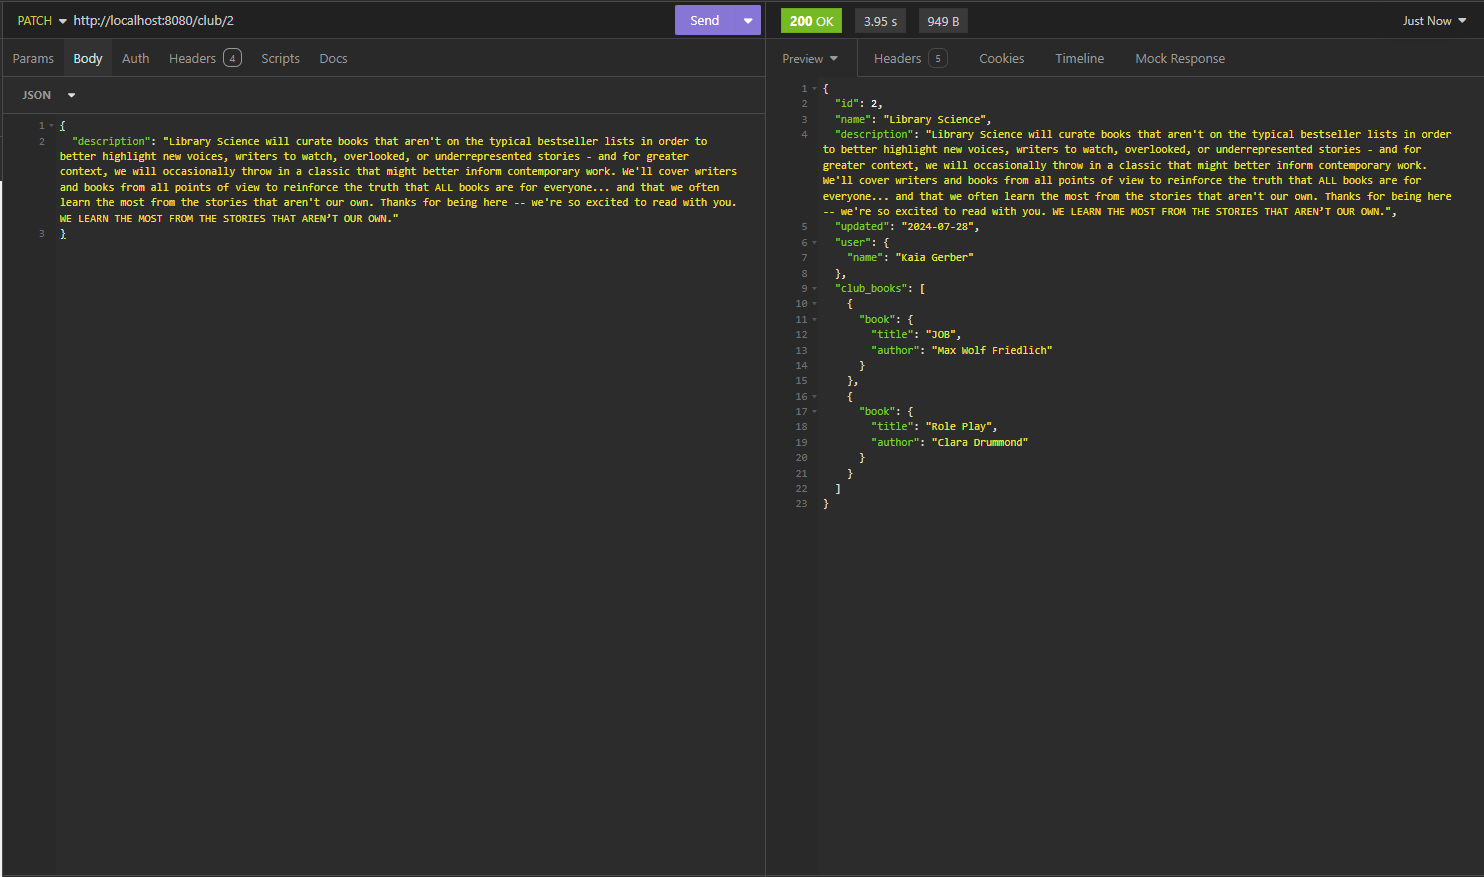 PATCH http://localhost:8080/club/2 Send
200 OK 3.95 s 949 B Just Now
Params Body Auth Headers 4 Scripts Docs
Preview Headers 5 Cookies Timeline Mock Response
JSON
1 {
2 "description": "Library Science will curate books that aren't on the typical bestseller lists in order to
better highlight new voices, writers to watch, overlooked, or underrepresented stories - and for greater
context, we will occasionally throw in a classic that might better inform contemporary work. We'll cover writers
and books from all points of view to reinforce the truth that ALL books are for everyone... and that we often
learn the most from the stories that aren't our own. Thanks for being here -- we're so excited to read with you.
WE LEARN THE MOST FROM THE STORIES THAT AREN’T OUR OWN."
3 }
1 {
2 "id": 2,
3 "name": "Library Science",
4 "description": "Library Science will curate books that aren't on the typical bestseller lists in order
to better highlight new voices, writers to watch, overlooked, or underrepresented stories - and for
greater context, we will occasionally throw in a classic that might better inform contemporary work.
We'll cover writers and books from all points of view to reinforce the truth that ALL books are for
everyone... and that we often learn the most from the stories that aren't our own. Thanks for being here
-- we're so excited to read with you. WE LEARN THE MOST FROM THE STORIES THAT AREN’T OUR OWN.",
5 "updated": "2024-07-28",
6 "user": {
7 "name": "Kaia Gerber"
8 },
9 "club_books": [
10 {
11 "book": {
12 "title": "JOB",
13 "author": "Max Wolf Friedlich"
14 }
15 },
16 {
17 "book": {
18 "title": "Role Play",
19 "author": "Clara Drummond"
20 }
21 }
22 ]
23 }